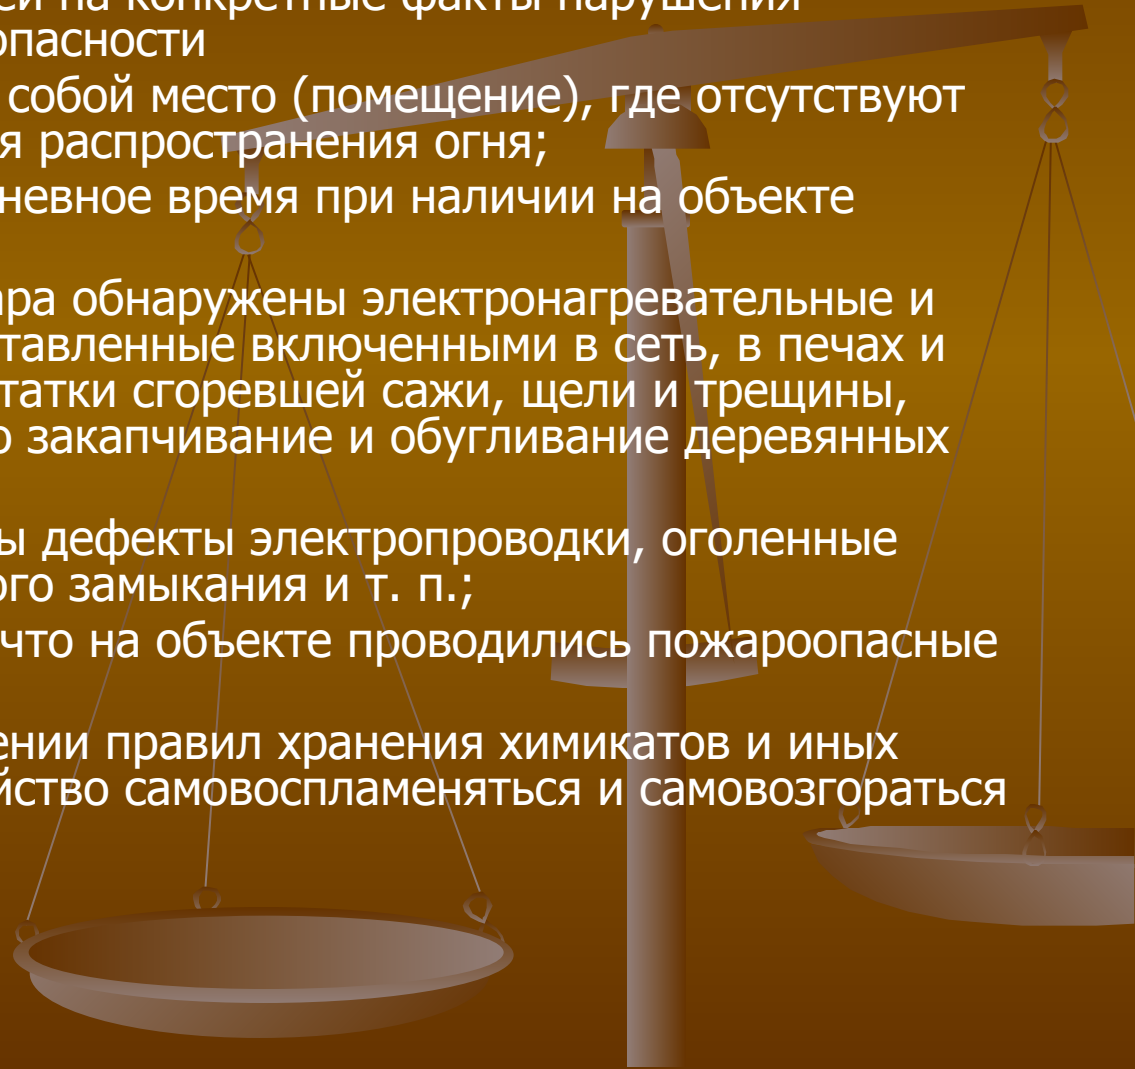 ей на конкретные факты нарушения
опасности
собой место (помещение), где отсутствуют
я распространения огня;
невное время при наличии на объекте
ара обнаружены электронагревательные и
тавленные включенными в сеть, в печах и
татки сгоревшей сажи, щели и трещины,
о закапчивание и обугливание деревянных
ы дефекты электропроводки, оголенные
ого замыкания и т. п.;
что на объекте проводились пожароопасные
ении правил хранения химикатов и иных
йство самовоспламеняться и самовозгораться